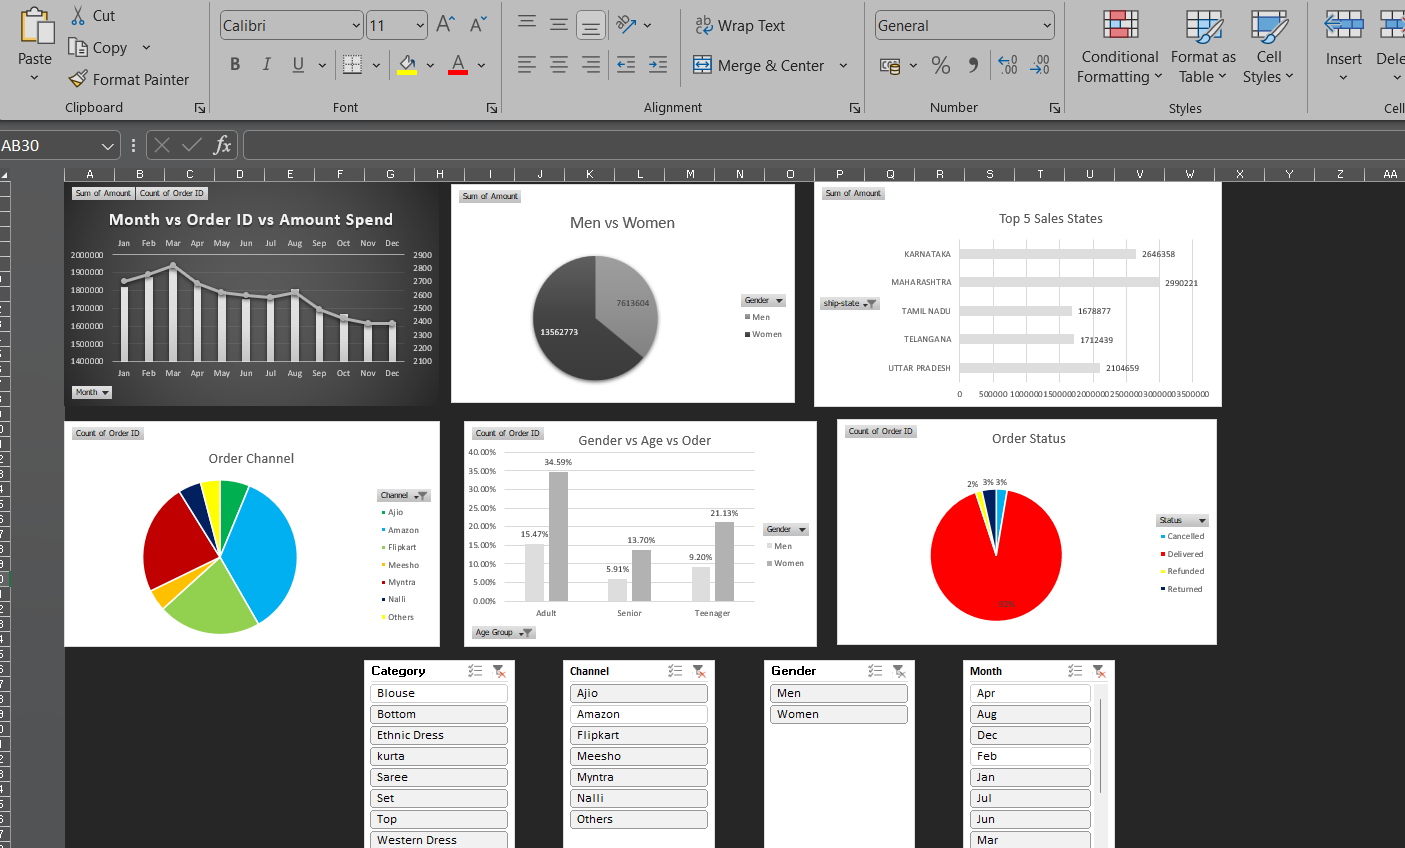 Cut
Copy
Format Painter
Paste
Clipboard
Calibri
11
B I U
Font
Wrap Text
Merge & Center
Alignment
General
Number
Conditional Formatting
Format as Table
Cell Styles
Styles
Insert
Dele
Cell
AB30
fx
A B C D E F G H I J K L M N O P Q R S T U V W X Y Z AA
Sum of Amount Count of Order ID
Month vs Order ID vs Amount Spend
Jan Feb Mar Apr May Jun Jul Aug Sep Oct Nov Dec
2000000
1900000
1800000
1700000
1600000
1500000
1400000
2900
2800
2700
2600
2500
2400
2300
2200
2100
Jan Feb Mar Apr May Jun Jul Aug Sep Oct Nov Dec
Month
Sum of Amount
Men vs Women
7613604
13562773
Gender
Men
Women
Sum of Amount
Top 5 Sales States
ship-state
KARNATAKA 2646358
MAHARASHTRA 2990221
TAMIL NADU 1678877
TELANGANA 1712439
UTTAR PRADESH 2104659
0 500000 1000000 1500000 2000000 2500000 3000000 3500000
Count of Order ID
Order Channel
Channel
Ajio
Amazon
Flipkart
Meesho
Myntra
Nalli
Others
Count of Order ID
Gender vs Age vs Oder
40.00%
35.00%
30.00%
25.00%
20.00%
15.00%
10.00%
5.00%
0.00%
15.47%
34.59%
5.91%
13.70%
9.20%
21.13%
Adult Senior Teenager
Gender
Men
Women
Age Group
Count of Order ID
Order Status
2% 3% 3%
Status
Cancelled
Delivered
Refunded
Returned
Category
Blouse
Bottom
Ethnic Dress
kurta
Saree
Set
Top
Western Dress
Channel
Ajio
Amazon
Flipkart
Meesho
Myntra
Nalli
Others
Gender
Men
Women
Month
Apr
Aug
Dec
Feb
Jan
Jul
Jun
Mar